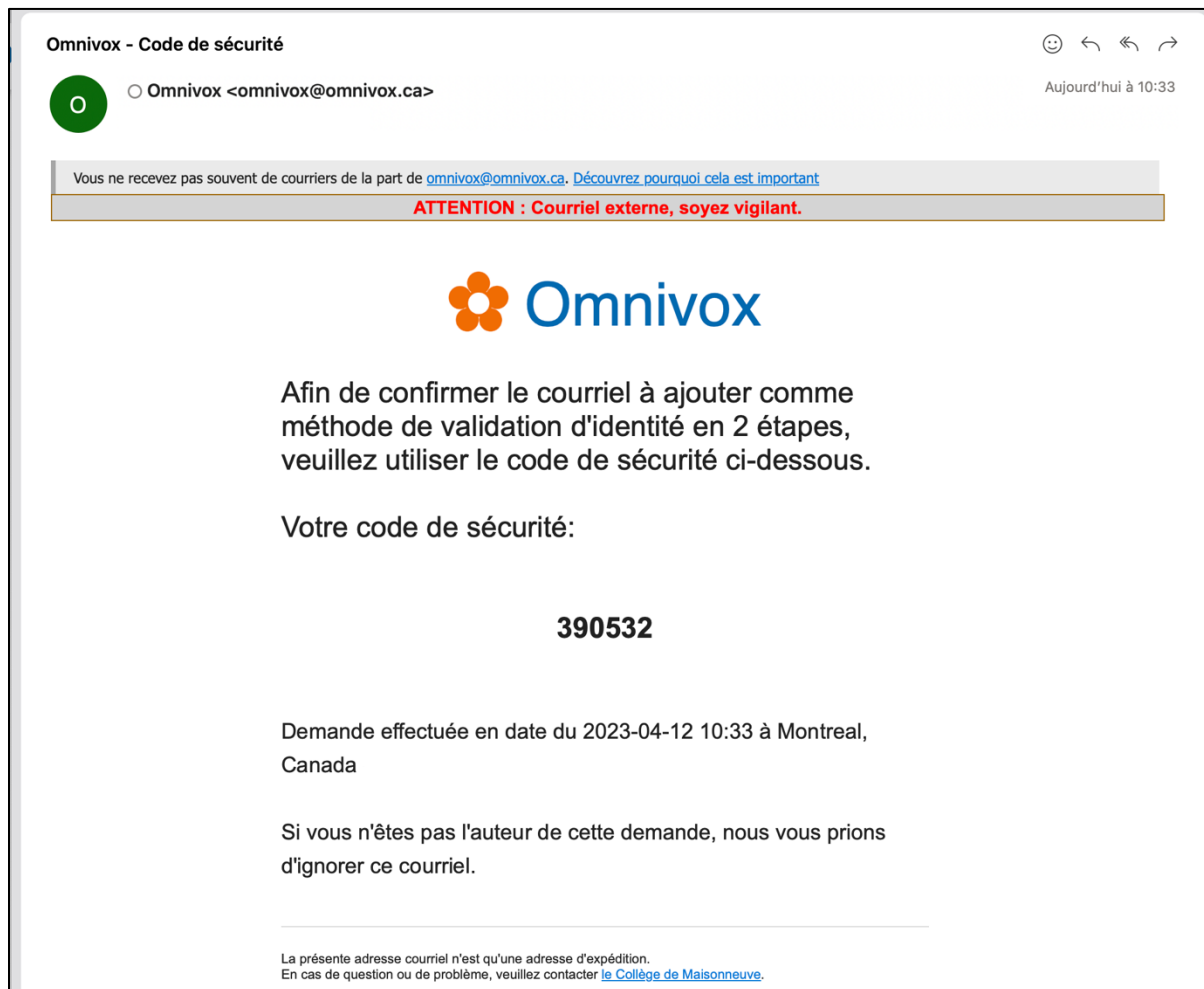 Omnivox - Code de sécurité
O
Omnivox <omnivox@omnivox.ca>
Aujourd'hui à 10:33
Vous ne recevez pas souvent de courriers de la part de omnivox@omnivox.ca. Découvrez pourquoi cela est important
ATTENTION : Courriel externe, soyez vigilant.
Omnivox
Afin de confirmer le courriel à ajouter comme
méthode de validation d'identité en 2 étapes,
veuillez utiliser le code de sécurité ci-dessous.
Votre code de sécurité:
390532
Demande effectuée en date du 2023-04-12 10:33 à Montreal,
Canada
Si vous n'êtes pas l'auteur de cette demande, nous vous prions
d'ignorer ce courriel.
La présente adresse courriel n'est qu'une adresse d'expédition.
En cas de question ou de problème, veuillez contacter le Collège de Maisonneuve.